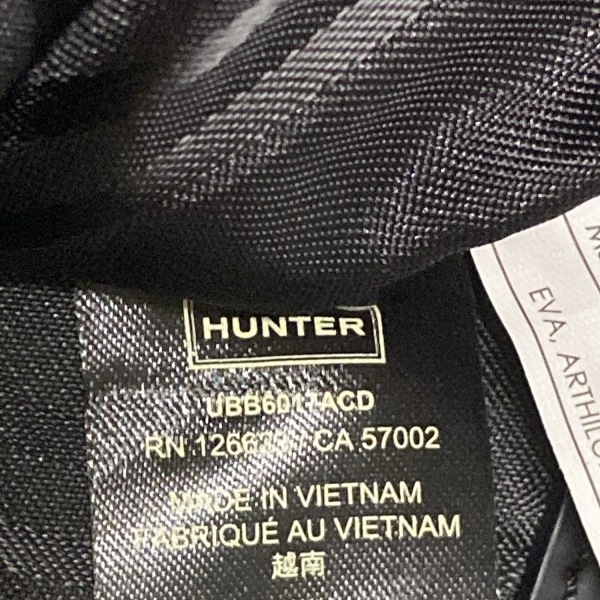 HUNTER
UBB6017ACD
CA 57002
MADE IN VIETNAM
FABRIQUÉ AU VIETNAM
越南
EVA,